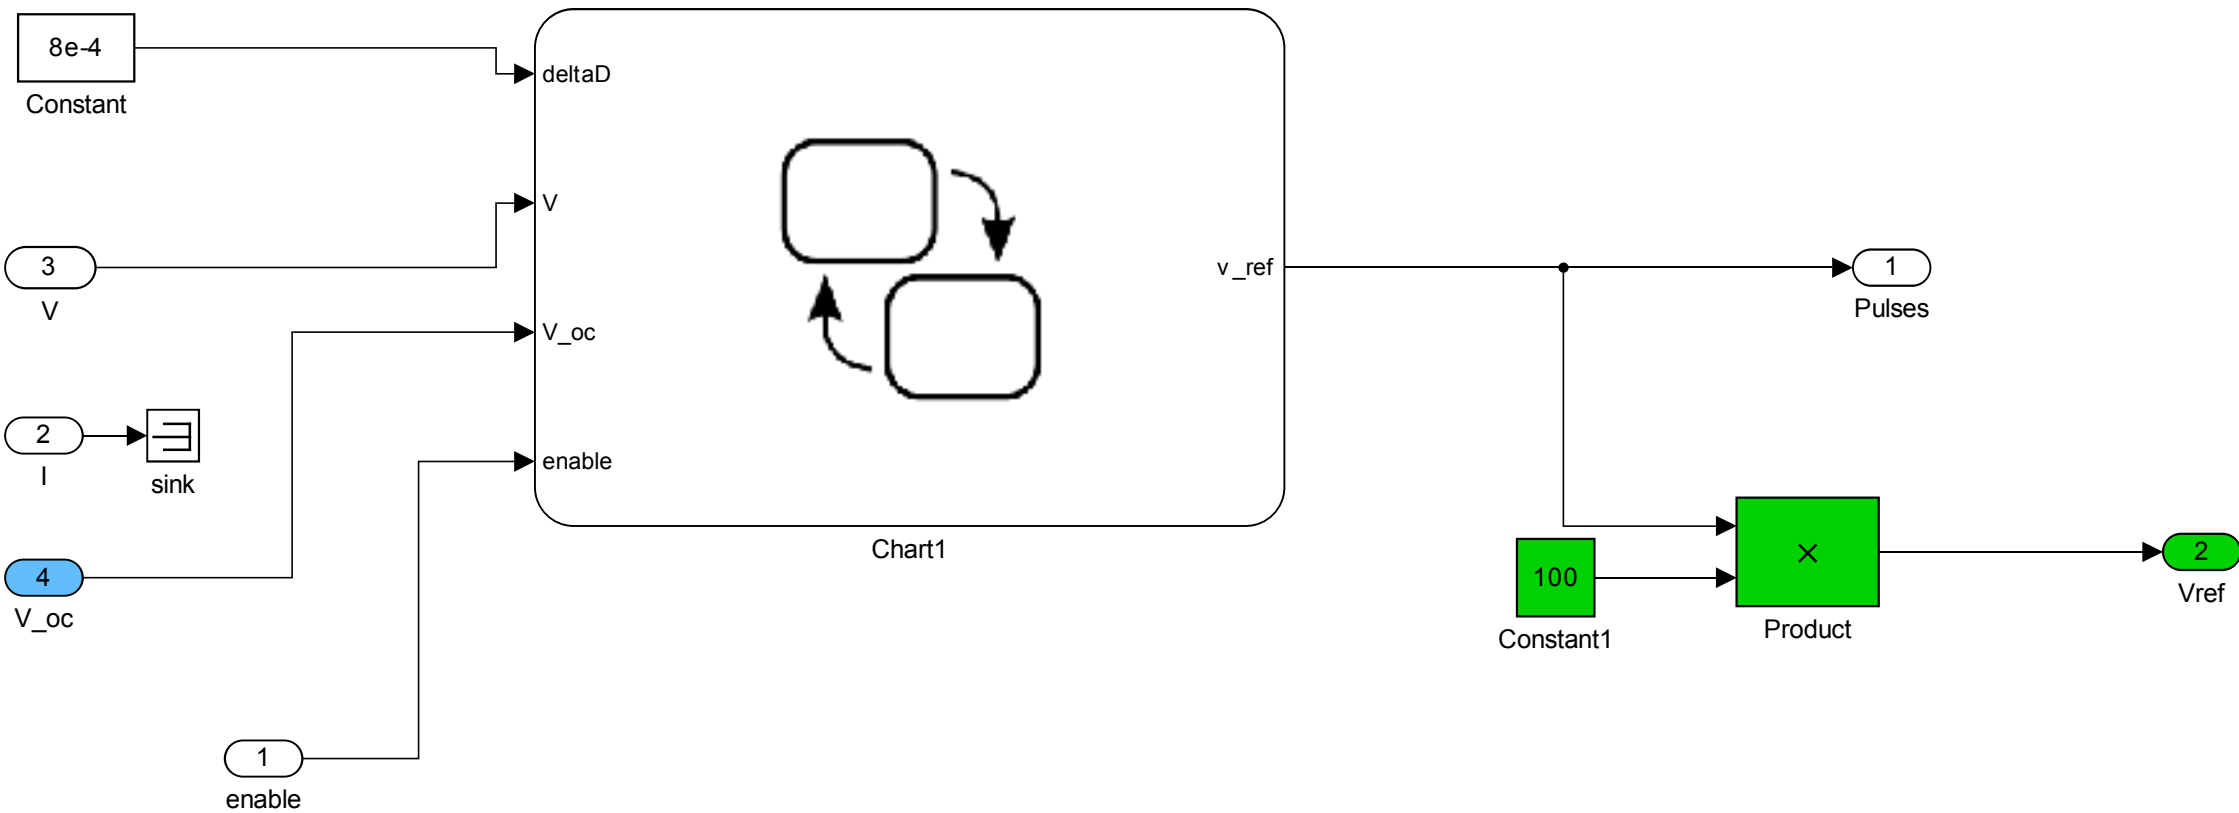 8e-4
Constant
deltaD
V
3
V
V_oc
v_ref
1
Pulses
2
I
sink
enable
Chart1
4
V_oc
100
Constant1
×
Product
2
Vref
1
enable